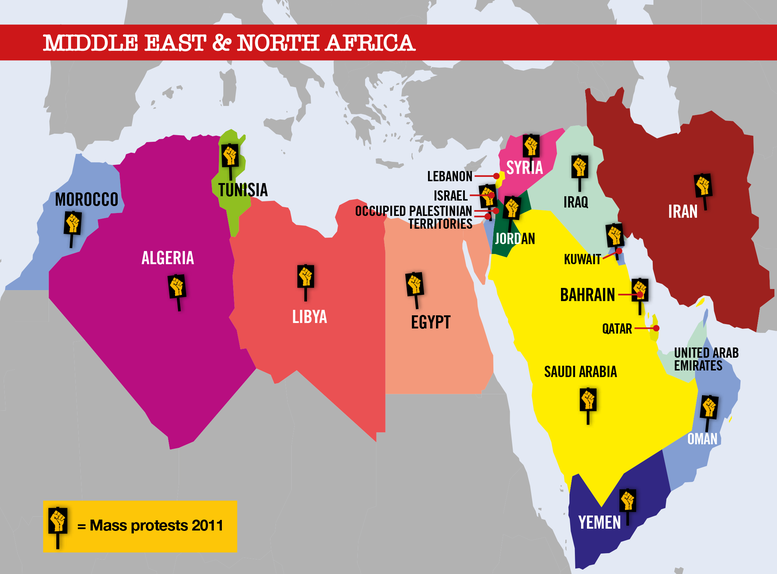 MIDDLE EAST & NORTH AFRICA
MOROCCO
ALGERIA
TUNISIA
LIBYA
EGYPT
LEBANON
ISRAEL
OCCUPIED PALESTINIAN
TERRITORIES
SYRIA
JORDAN
IRAQ
IRAN
KUWAIT
BAHRAIN
QATAR
UNITED ARAB
EMIRATES
SAUDI ARABIA
OMAN
YEMEN
= Mass protests 2011